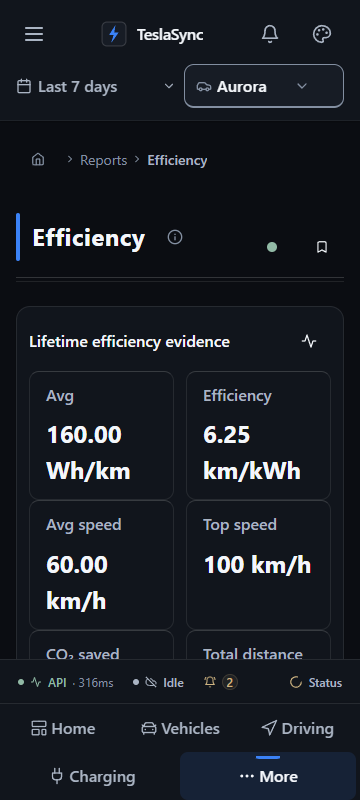 TeslaSync
Last 7 days
Aurora
Reports
Efficiency
Efficiency
Lifetime efficiency evidence
Avg
160.00
Wh/km
Efficiency
6.25
km/kWh
Avg speed
60.00
km/h
Top speed
100 km/h
CO₂ saved
Total distance
API · 316ms
Idle
2
Status
Home
Vehicles
Driving
Charging
More